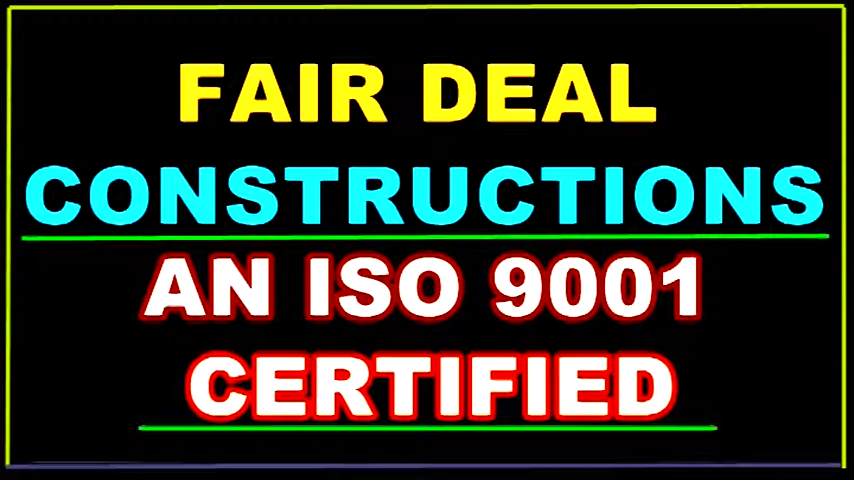 FAIR DEAL
CONSTRUCTIONS
AN ISO 9001
CERTIFIED